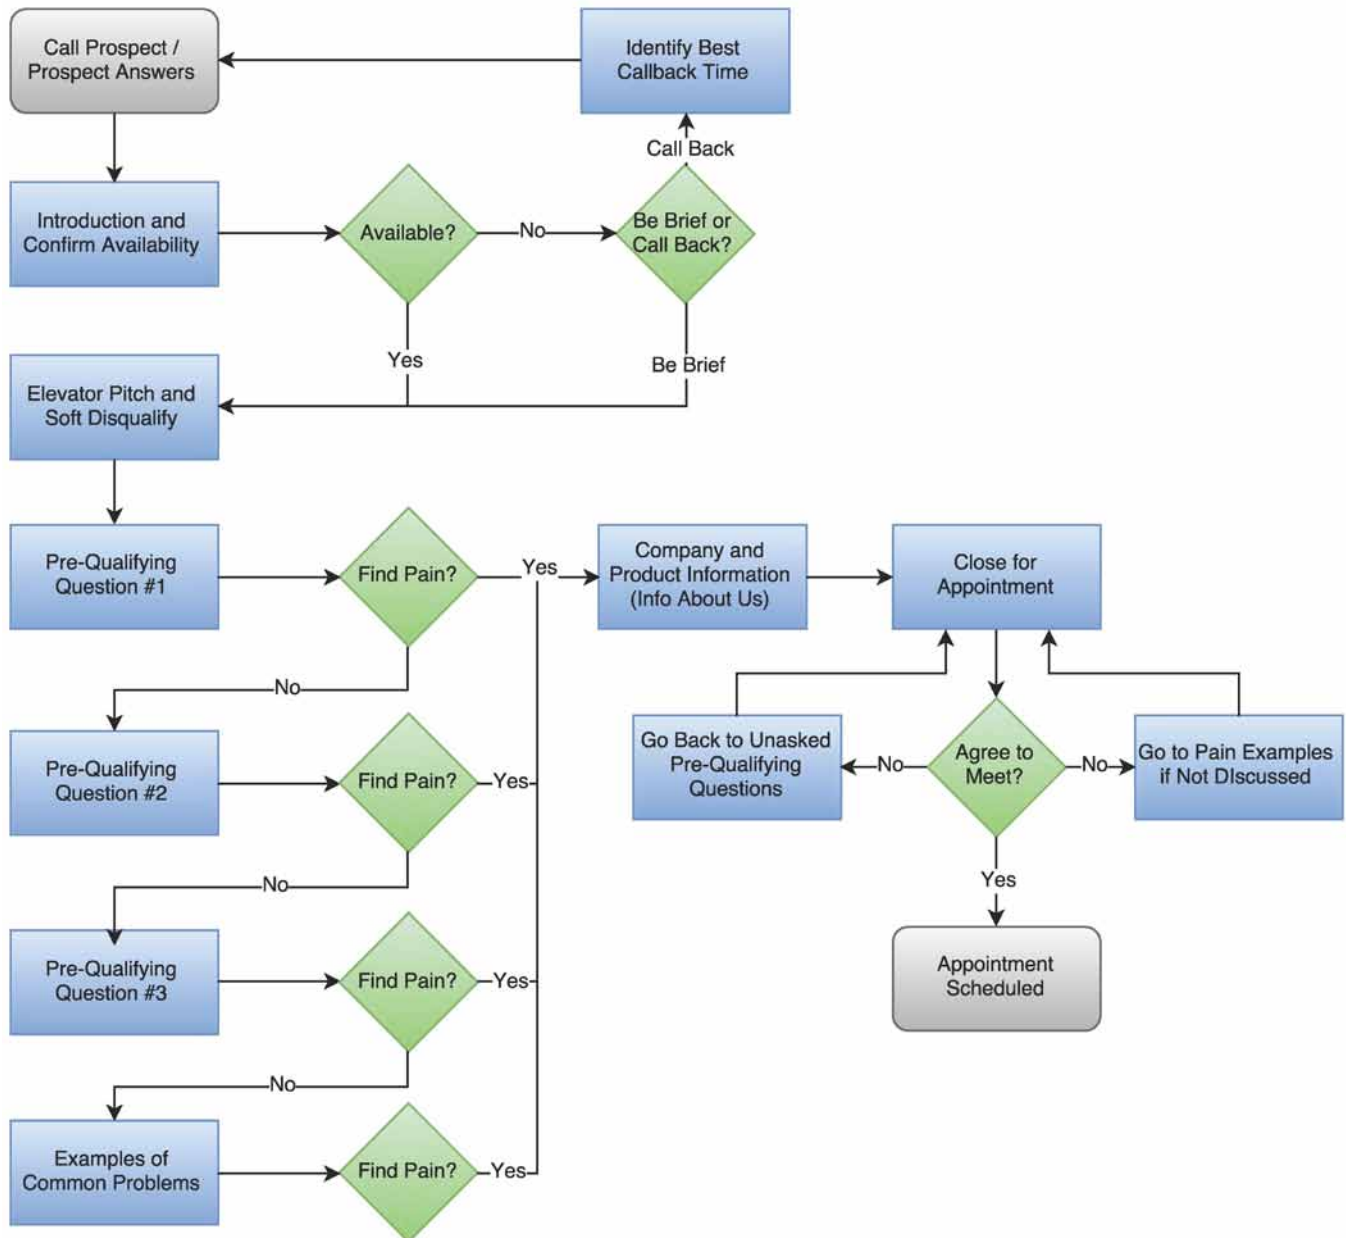 Call Prospect /
Prospect Answers
Identify Best
Callback Time
Call Back
Introduction and
Confirm Availability
Available?
No
Be Brief or
Call Back?
Yes
Be Brief
Elevator Pitch and
Soft Disqualify
Pre-Qualifying
Question #1
Find Pain?
Yes
Company and
Product Information
(Info About Us)
Close for
Appointment
No
Pre-Qualifying
Question #2
Find Pain?
Yes
Go Back to Unasked
Pre-Qualifying
Questions
No
Agree to
Meet?
No
Go to Pain Examples
if Not DIscussed
No
Yes
Pre-Qualifying
Question #3
Find Pain?
Yes
Appointment
Scheduled
No
Examples of
Common Problems
Find Pain?
Yes